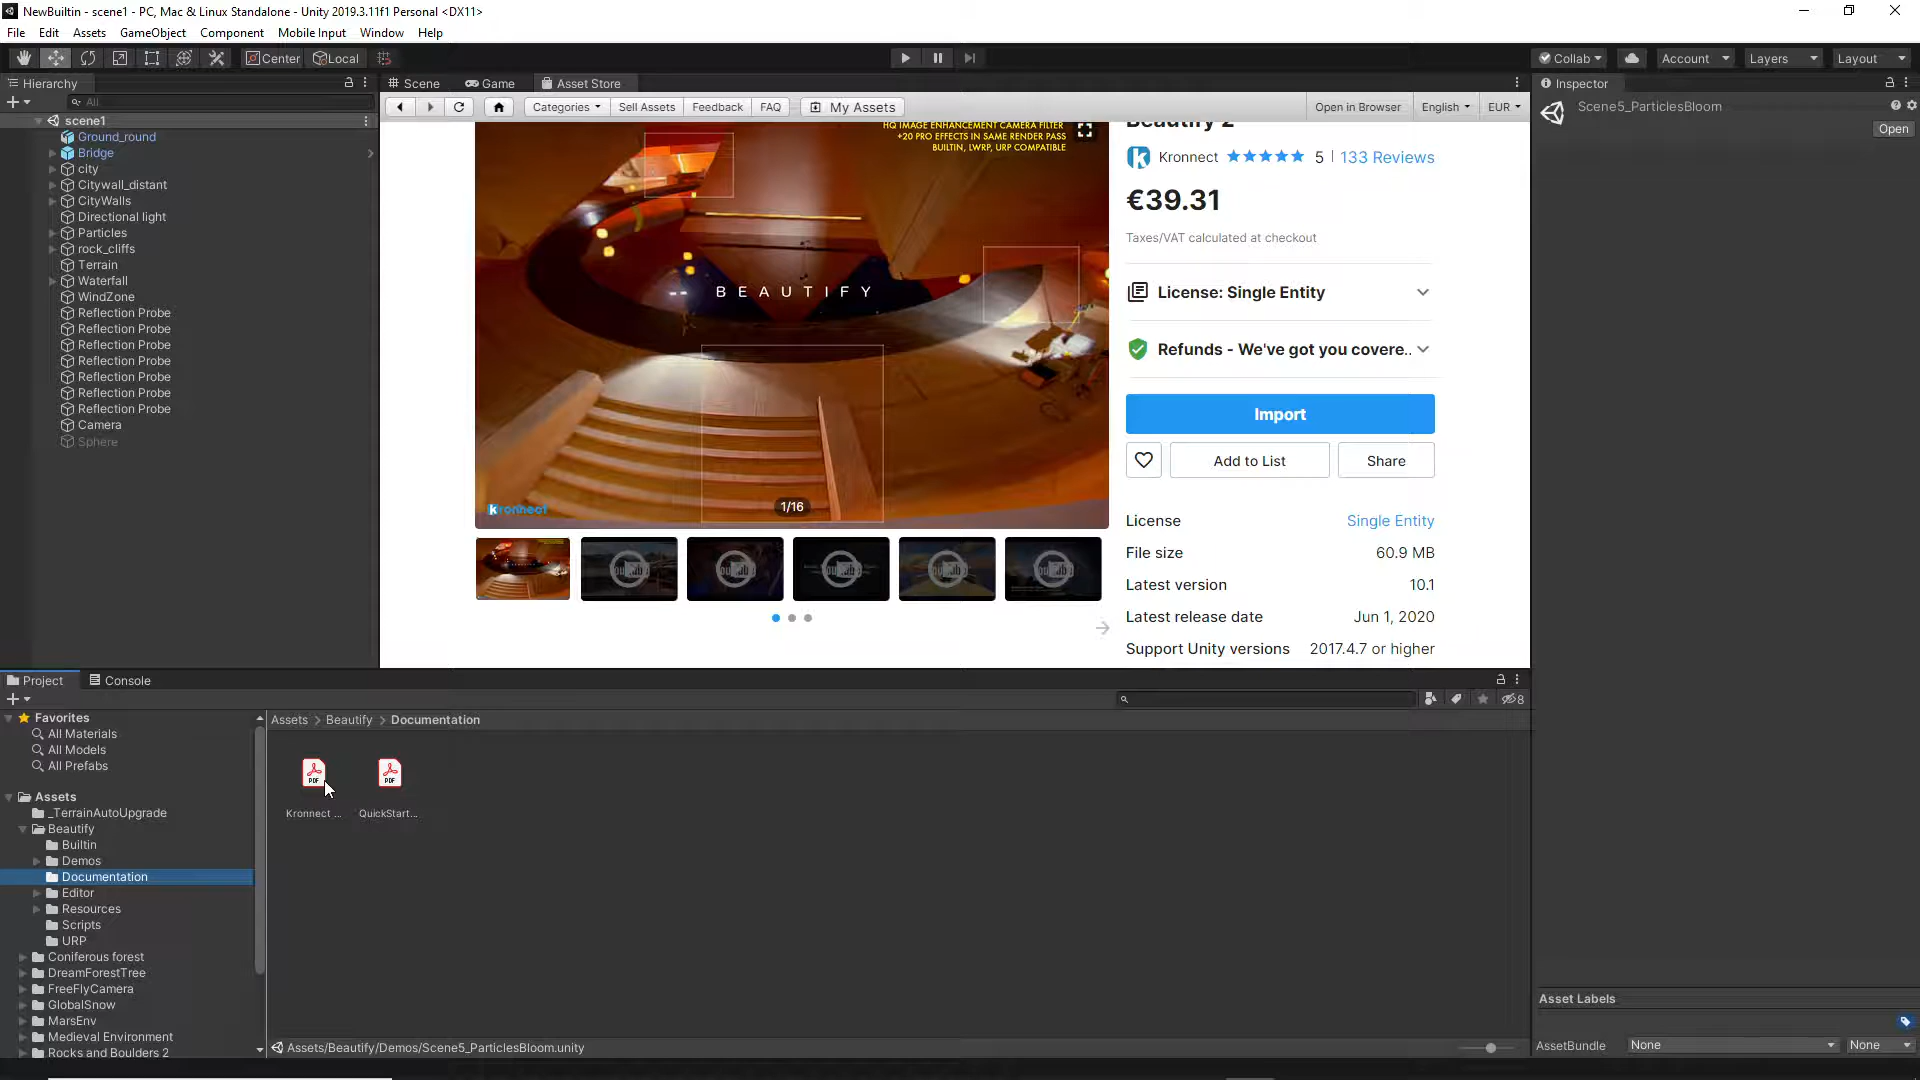 NewBuiltin - scene1 - PC, Mac & Linux Standalone - Unity 2019.3.11f1 Personal <DX11>
File Edit Assets GameObject Component Mobile Input Window Help
Center Local
Collab Account Layers Layout
Hierarchy
All
scene1
Ground_round
Bridge
city
Citywall_distant
CityWalls
Directional light
Particles
rock_cliffs
Terrain
Waterfall
WindZone
Reflection Probe
Reflection Probe
Reflection Probe
Reflection Probe
Reflection Probe
Reflection Probe
Reflection Probe
Camera
Sphere
Scene Game Asset Store
Categories Sell Assets Feedback FAQ My Assets Open in Browser English EUR
HQ IMAGE ENHANCEMENT CAMERA FILTER
+20 PRO EFFECTS IN SAME RENDER PASS
BUILTIN, LWRP, URP COMPATIBLE
BEAUTIFY
kronnect
1/16
Beautify 2
Kronnect 5 | 133 Reviews
€39.31
Taxes/VAT calculated at checkout
License: Single Entity
Refunds - We've got you covere..
Import
Add to List Share
License Single Entity
File size 60.9 MB
Latest version 10.1
Latest release date Jun 1, 2020
Support Unity versions 2017.4.7 or higher
Inspector
Scene5_ParticlesBloom
Open
Project Console
8
Favorites
All Materials
All Models
All Prefabs
Assets
_TerrainAutoUpgrade
Beautify
Builtin
Demos
Documentation
Editor
Resources
Scripts
URP
Coniferous forest
DreamForestTree
FreeFlyCamera
GlobalSnow
MarsEnv
Medieval Environment
Rocks and Boulders 2
Assets > Beautify > Documentation
PDF PDF
Kronnect ... QuickStart...
Assets/Beautify/Demos/Scene5_ParticlesBloom.unity
Asset Labels
AssetBundle None None